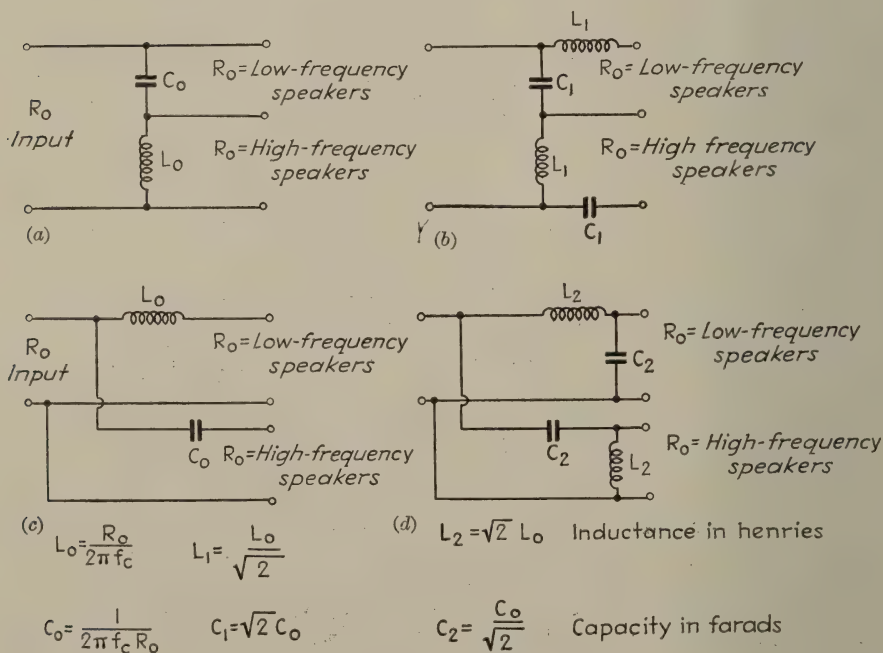 R₀
Input
C₀
L₀
R₀=Low-frequency
speakers
R₀=High-frequency
speakers
(a)
L₁
C₁
L₁
C₁
R₀=Low-frequency
speakers
R₀=High frequency
speakers
(b)
R₀
Input
L₀
R₀=Low-frequency
speakers
C₀
R₀=High-frequency
speakers
(c)
L₂
C₂
R₀=Low-frequency
speakers
C₂
L₂
R₀=High-frequency
speakers
(d)
L₀=R₀/2πf_c L₁=L₀/√2 L₂=√2 L₀ Inductance in henries
C₀=1/2πf_cR₀ C₁=√2 C₀ C₂=C₀/√2 Capacity in farads